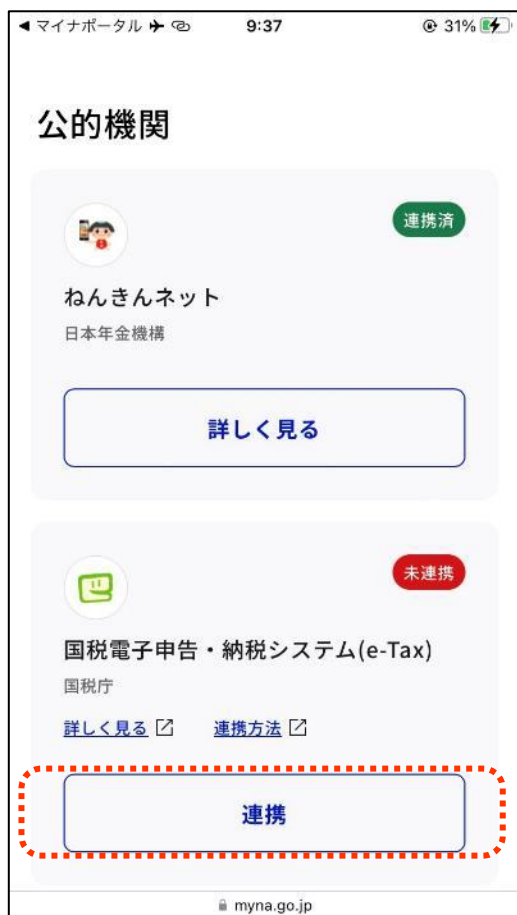 マイナポータル 9:37 31%
公的機関
連携済
ねんきんネット
日本年金機構
詳しく見る
未連携
国税電子申告・納税システム(e-Tax)
国税庁
詳しく見る 連携方法
連携
myna.go.jp